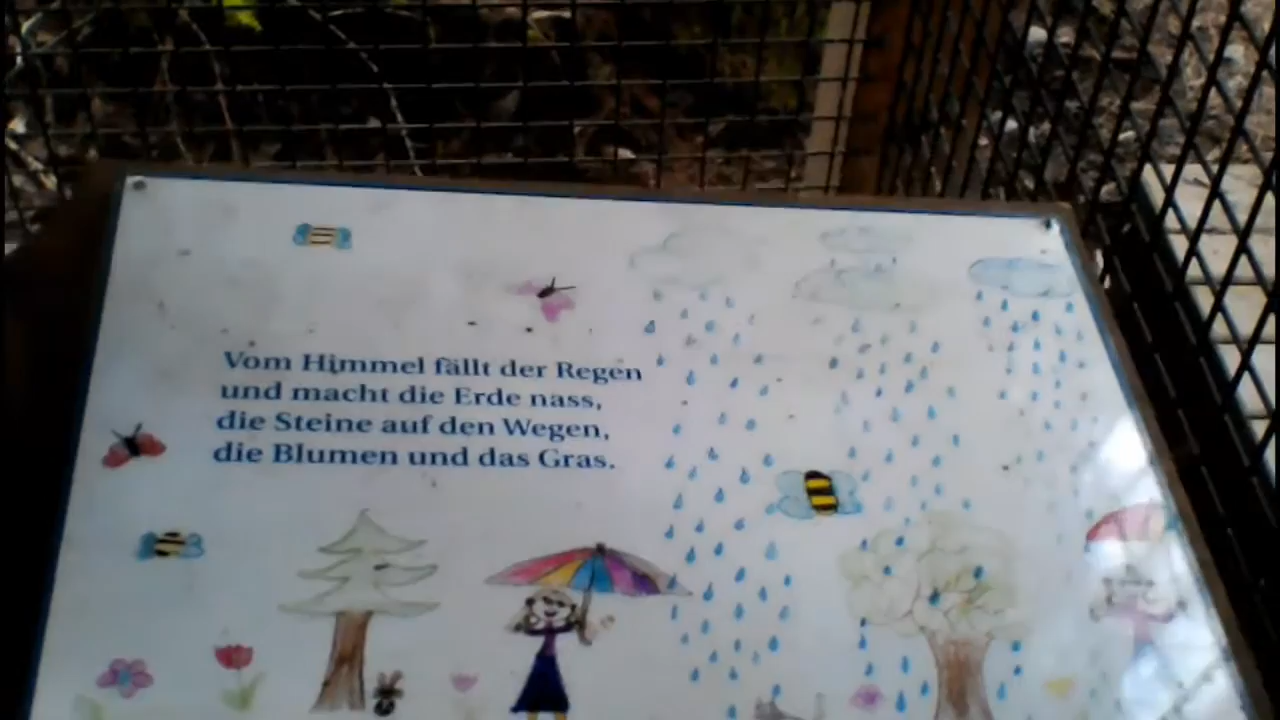 Vom Himmel fällt der Regen
und macht die Erde nass,
die Steine auf den Wegen,
die Blumen und das Gras.